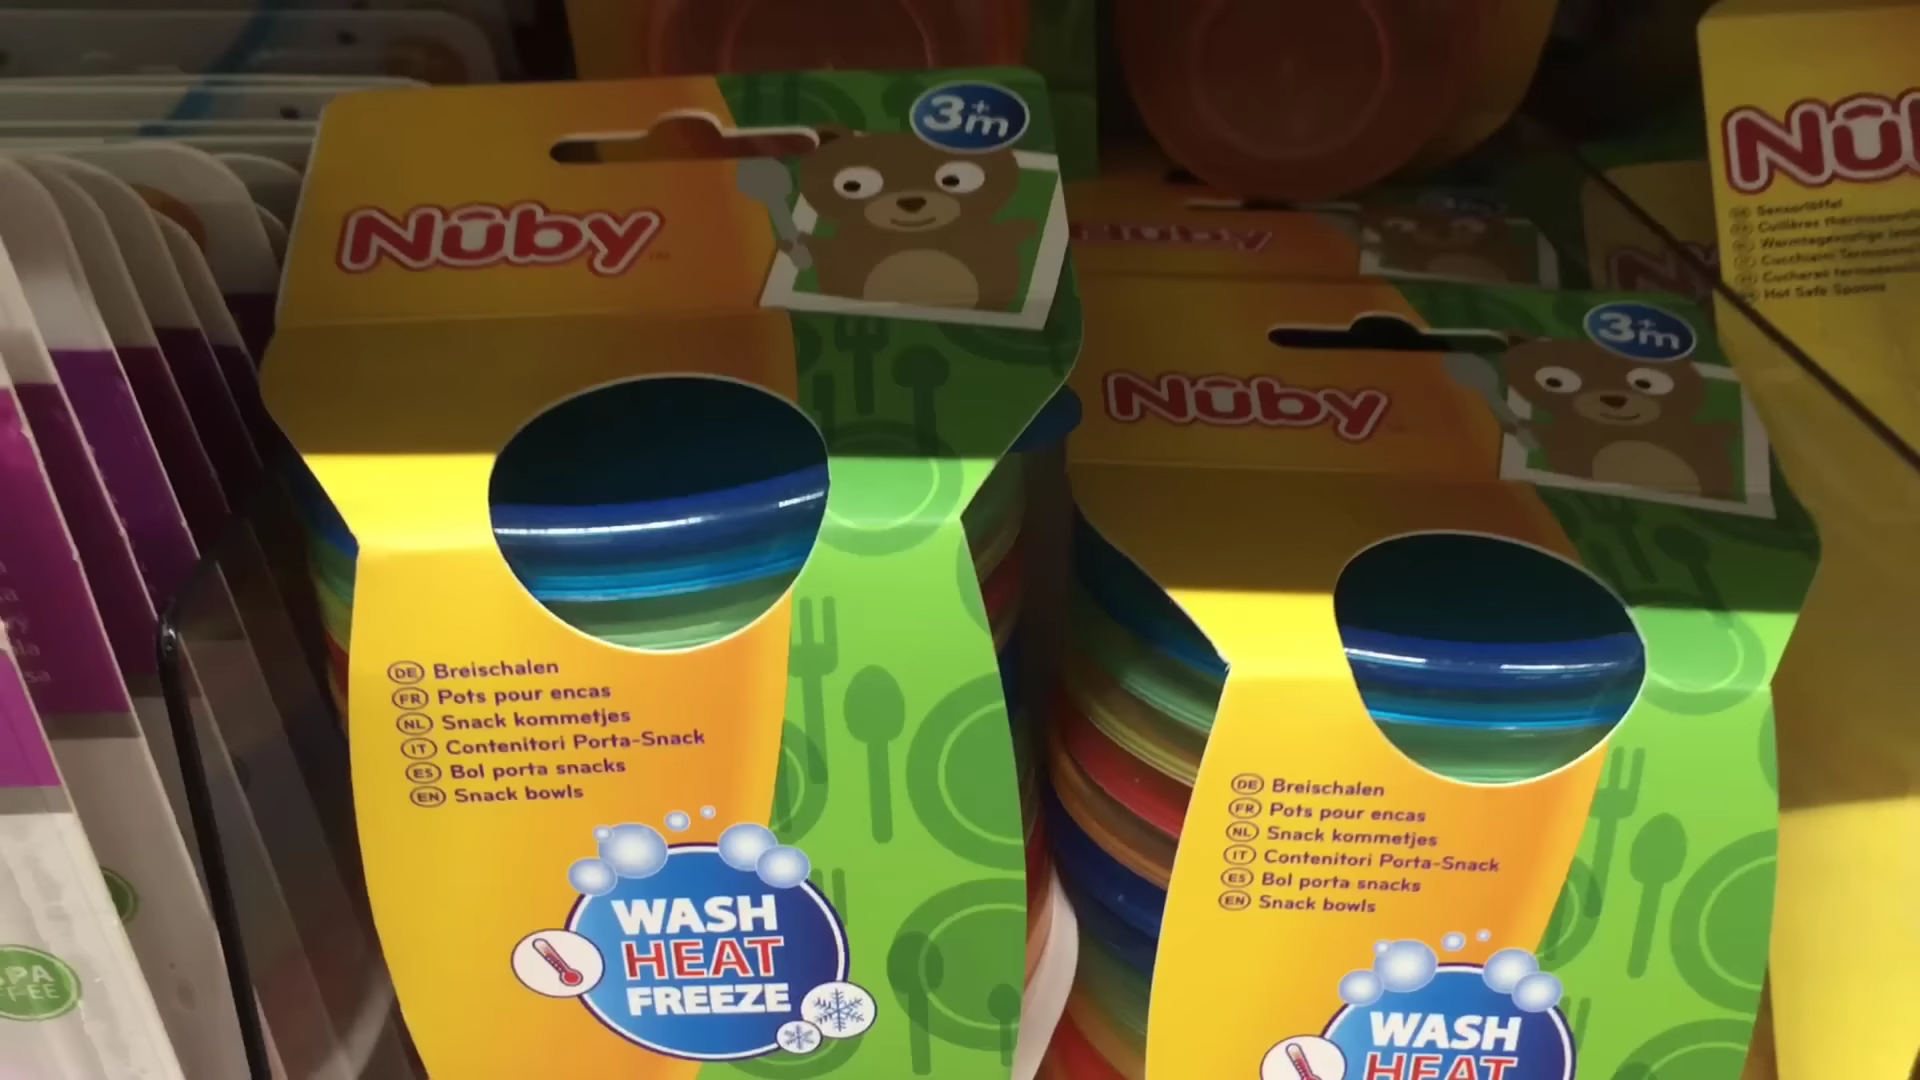 3+m
Nûby
DE Breischalen
FR Pots pour encas
NL Snack kommetjes
IT Contenitori Porta-Snack
ES Bol porta snacks
EN Snack bowls
WASH
HEAT
FREEZE
Nûby
3+m
Nûby
DE Breischalen
FR Pots pour encas
NL Snack kommetjes
IT Contenitori Porta-Snack
ES Bol porta snacks
EN Snack bowls
WASH
HEAT
Hot Safe Spoons